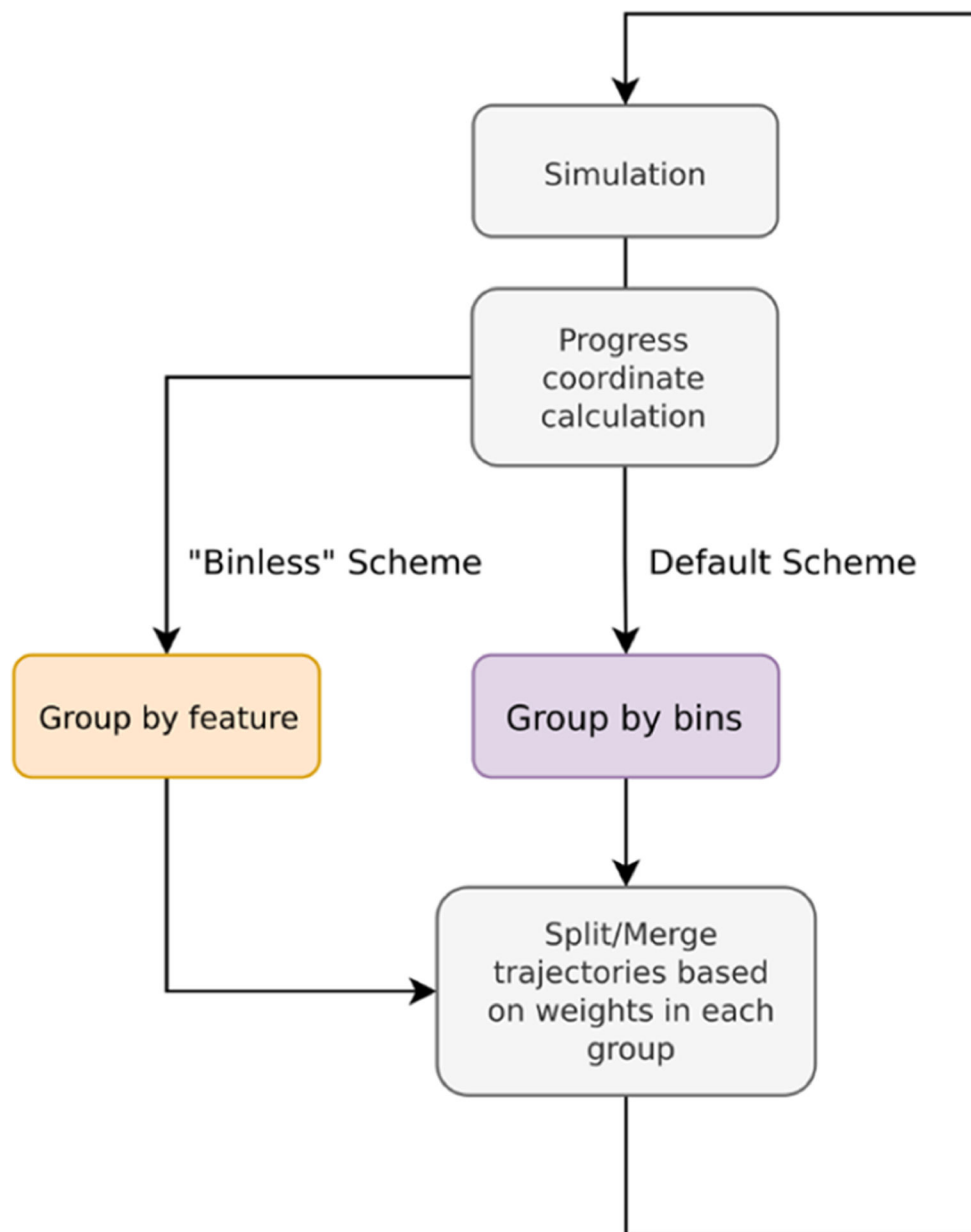 Simulation
Progress
coordinate
calculation
"Binless" Scheme
Default Scheme
Group by feature
Group by bins
Split/Merge
trajectories based
on weights in each
group